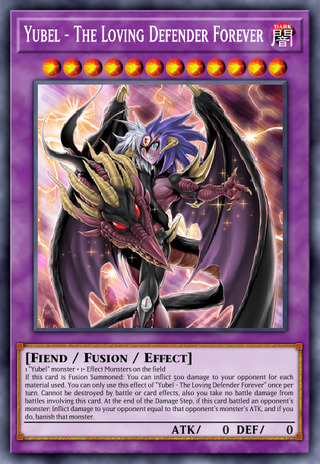 Yubel - The Loving Defender Forever
DARK
闇
[Fiend / Fusion / Effect]
1 "Yubel" monster + 1+ Effect Monsters on the field
If this card is Fusion Summoned: You can inflict 500 damage to your opponent for each
material used. You can only use this effect of "Yubel - The Loving Defender Forever" once per
turn. Cannot be destroyed by battle or card effects, also you take no battle damage from
battles involving this card. At the end of the Damage Step, if this card battled an opponent's
monster: Inflict damage to your opponent equal to that opponent's monster's ATK, and if you
do, banish that monster.
ATK/ 0 DEF/ 0